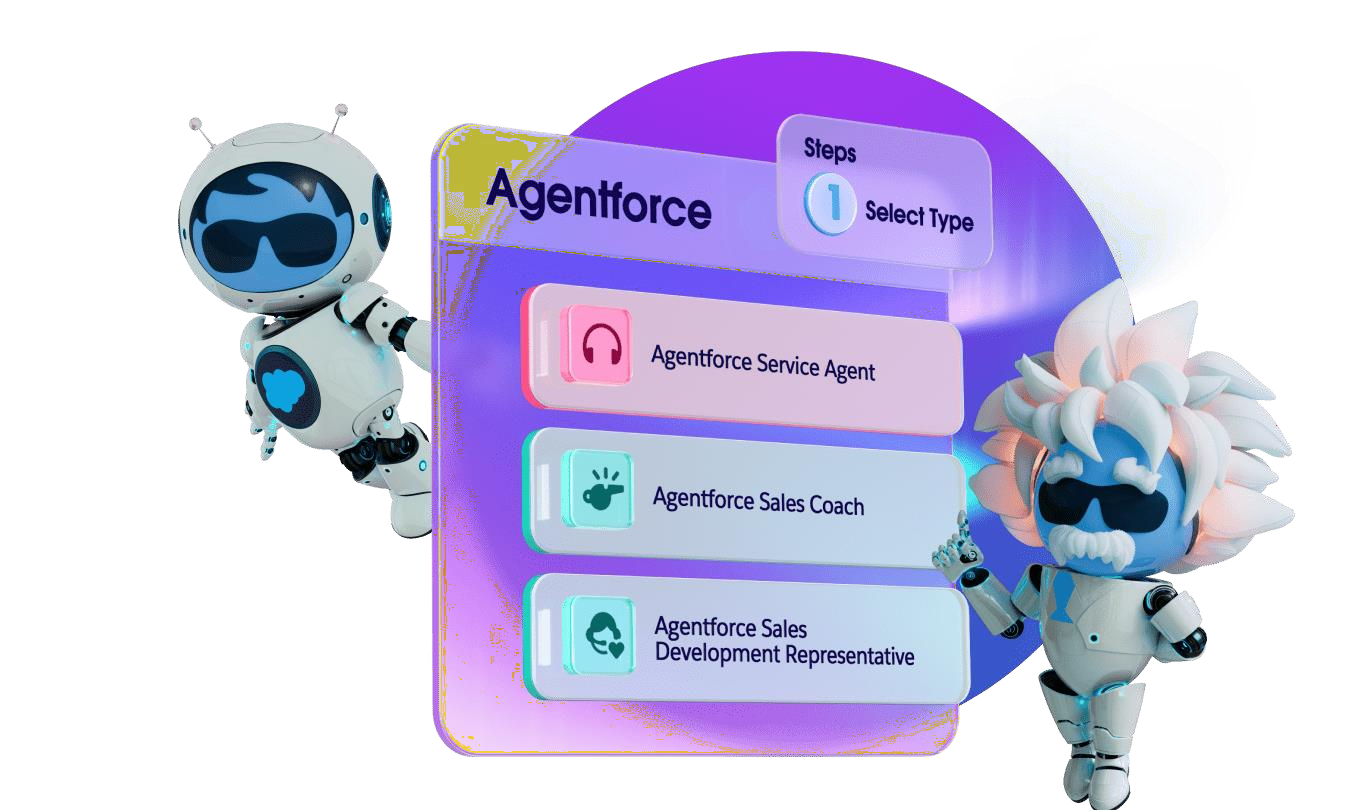 Agentforce
Steps
1 Select Type
Agentforce Service Agent
Agentforce Sales Coach
Agentforce Sales
Development Representative